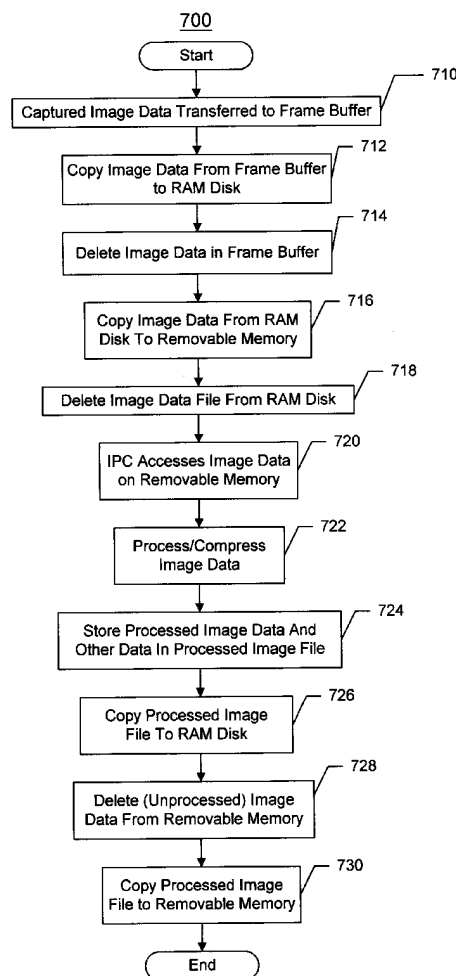 700
Start
710
Captured Image Data Transferred to Frame Buffer
712
Copy Image Data From Frame Buffer
to RAM Disk
714
Delete Image Data in Frame Buffer
716
Copy Image Data From RAM
Disk To Removable Memory
718
Delete Image Data File From RAM Disk
720
IPC Accesses Image Data
on Removable Memory
722
Process/Compress
Image Data
724
Store Processed Image Data And
Other Data In Processed Image File
726
Copy Processed Image
File To RAM Disk
728
Delete (Unprocessed) Image
Data From Removable Memory
730
Copy Processed Image
File to Removable Memory
End